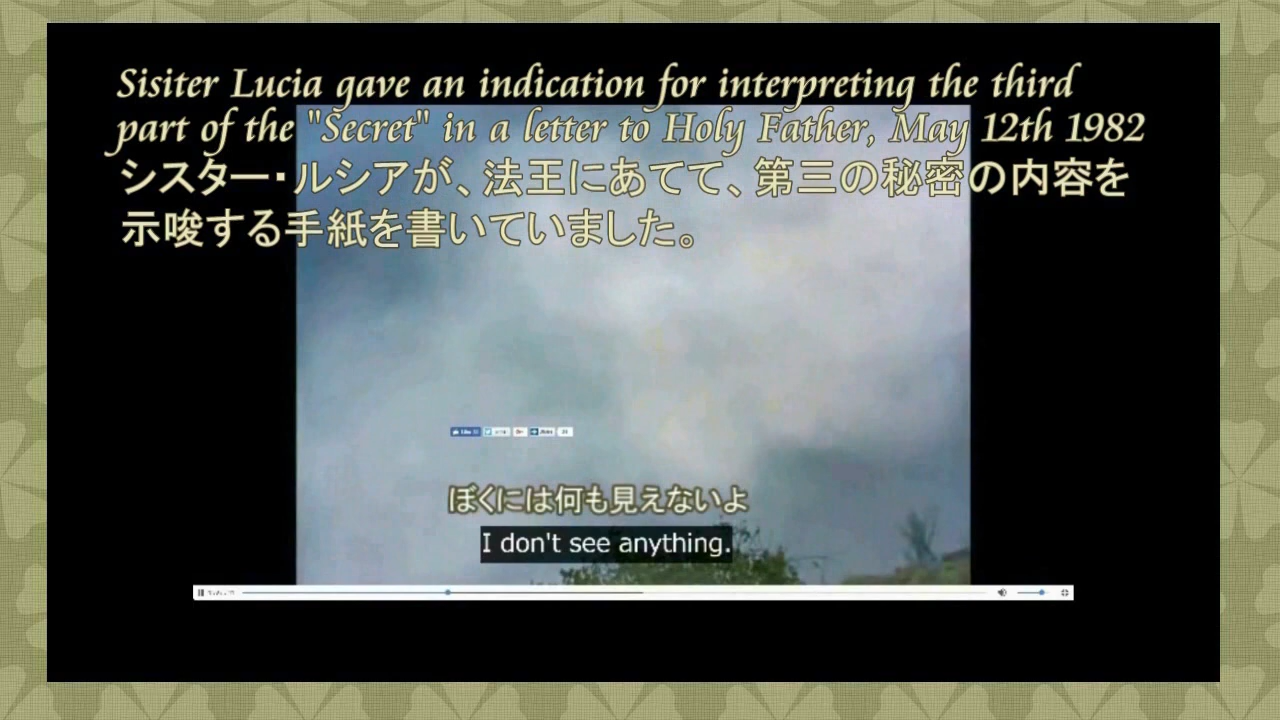 Sisiter Lucia gave an indication for interpreting the third
part of the "Secret" in a letter to Holy Father, May 12th 1982
シスター・ルシアが、法王にあてて、第三の秘密の内容を
示唆する手紙を書いていました。
Like
ぼくには何も見えないよ
I don't see anything.